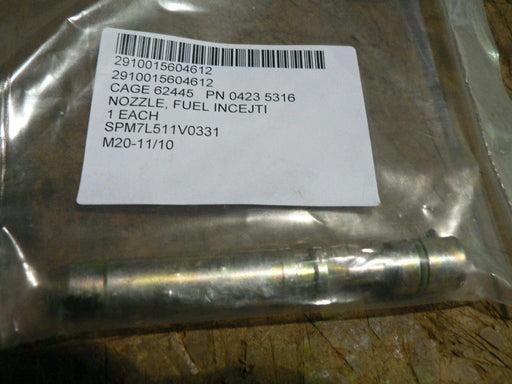 2910015604612
2910015604612
CAGE 62445 PN 0423 5316
NOZZLE, FUEL INCEJTI
1 EACH
SPM7L511V0331
M20-11/10